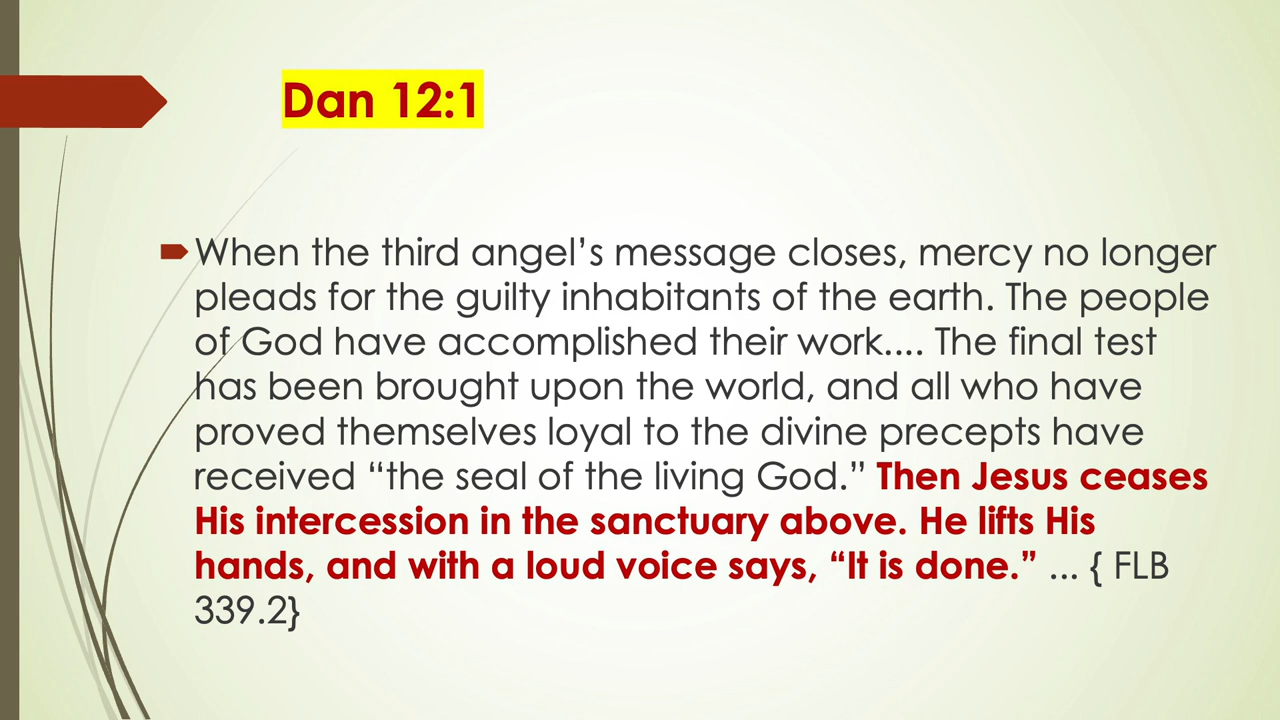 Dan 12:1
When the third angel’s message closes, mercy no longer
pleads for the guilty inhabitants of the earth. The people
of God have accomplished their work.... The final test
has been brought upon the world, and all who have
proved themselves loyal to the divine precepts have
received “the seal of the living God.” Then Jesus ceases
His intercession in the sanctuary above. He lifts His
hands, and with a loud voice says, “It is done.” ... { FLB
339.2}